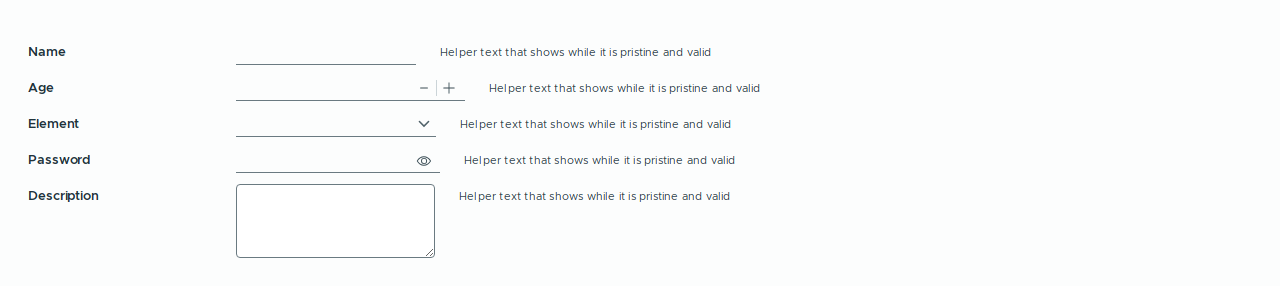 Name Helper text that shows while it is pristine and valid
Age Helper text that shows while it is pristine and valid
Element Helper text that shows while it is pristine and valid
Password Helper text that shows while it is pristine and valid
Description Helper text that shows while it is pristine and valid